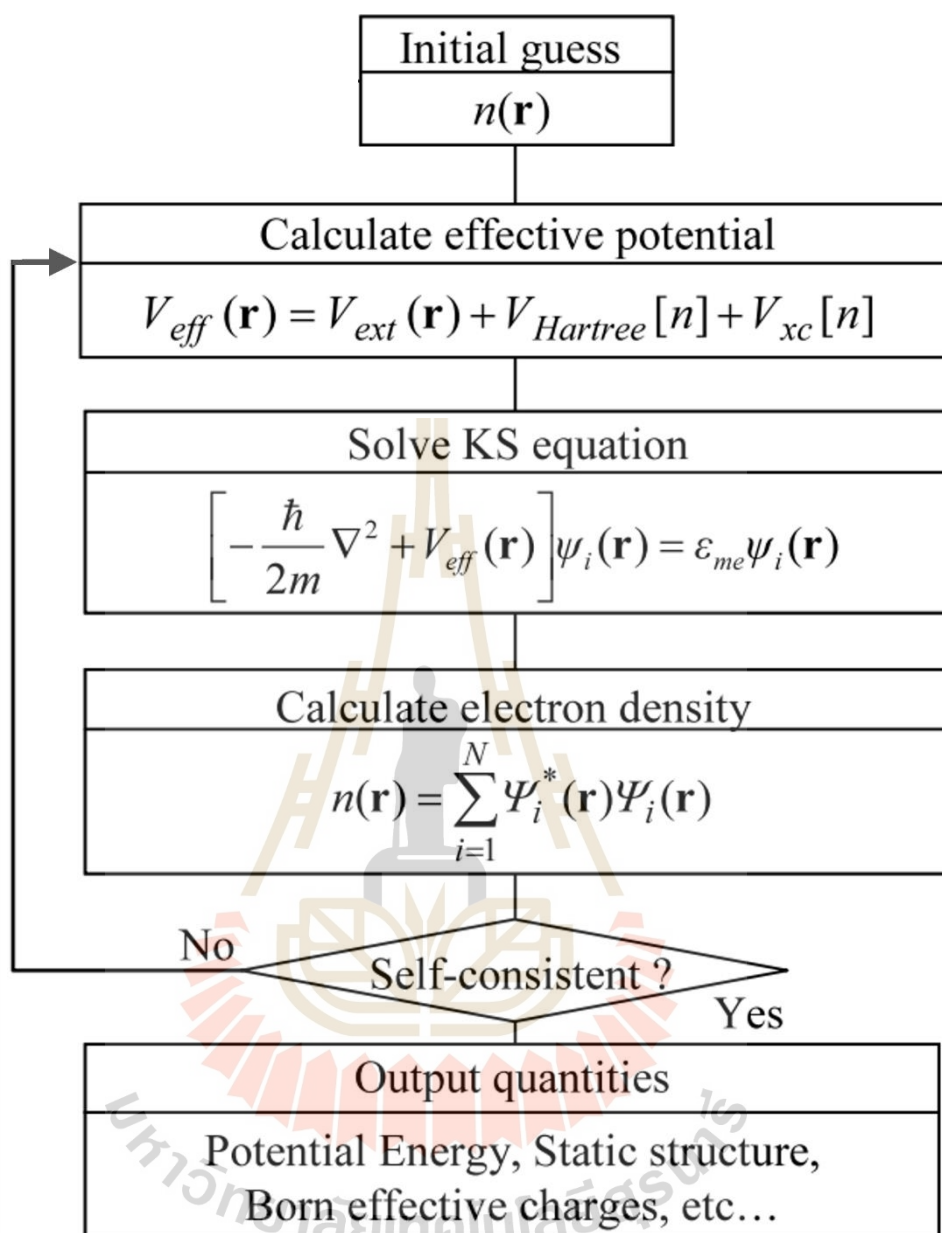 Initial guess
n(r)
Calculate effective potential
V_eff (r) = V_ext (r) + V_Hartree [n] + V_xc [n]
Solve KS equation
[ - ℏ/2m ∇² + V_eff (r) ] ψ_i (r) = ε_me ψ_i (r)
Calculate electron density
n(r) = ∑_{i=1}^{N} Ψ_i^* (r) Ψ_i (r)
No
Self-consistent ?
Yes
Output quantities
Potential Energy, Static structure,
Born effective charges, etc…